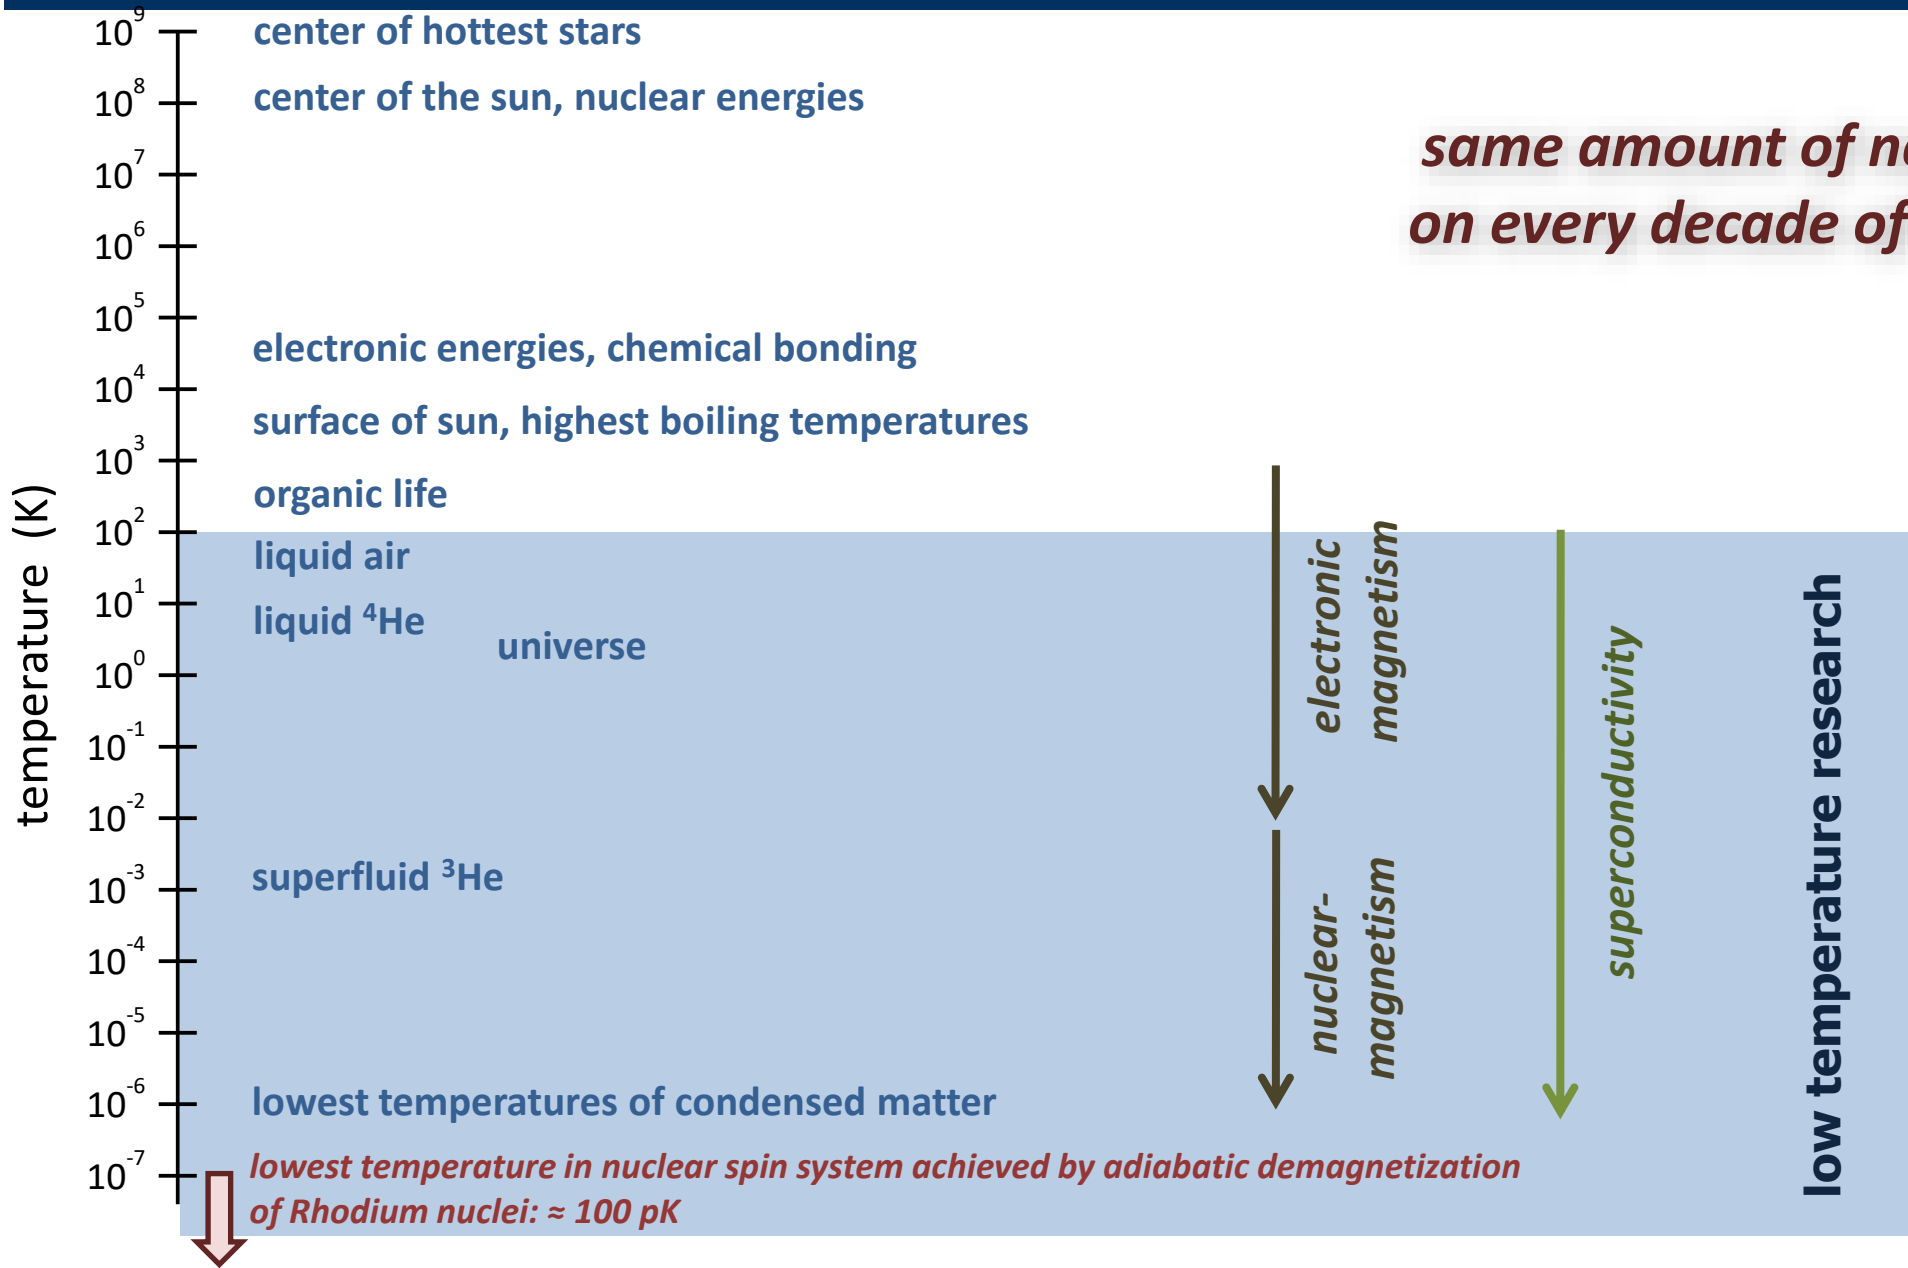 10⁹ center of hottest stars
10⁸ center of the sun, nuclear energies
same amount of
10⁷
on every decade of
10⁶
10⁵
electronic energies, chemical bonding
10⁴
surface of sun, highest boiling temperatures
10³
organic life
10²
liquid air
10¹
liquid ⁴He
universe
10⁰
10⁻¹
10⁻²
superfluid ³He
10⁻³
10⁻⁴
10⁻⁵
10⁻⁶ lowest temperatures of condensed matter
10⁻⁷ lowest temperature in nuclear spin system achieved by adiabatic demagnetization
of Rhodium nuclei: ≈ 100 pK
temperature (K)
electronic
magnetism
nuclear-
magnetism
superconductivity
low temperature research